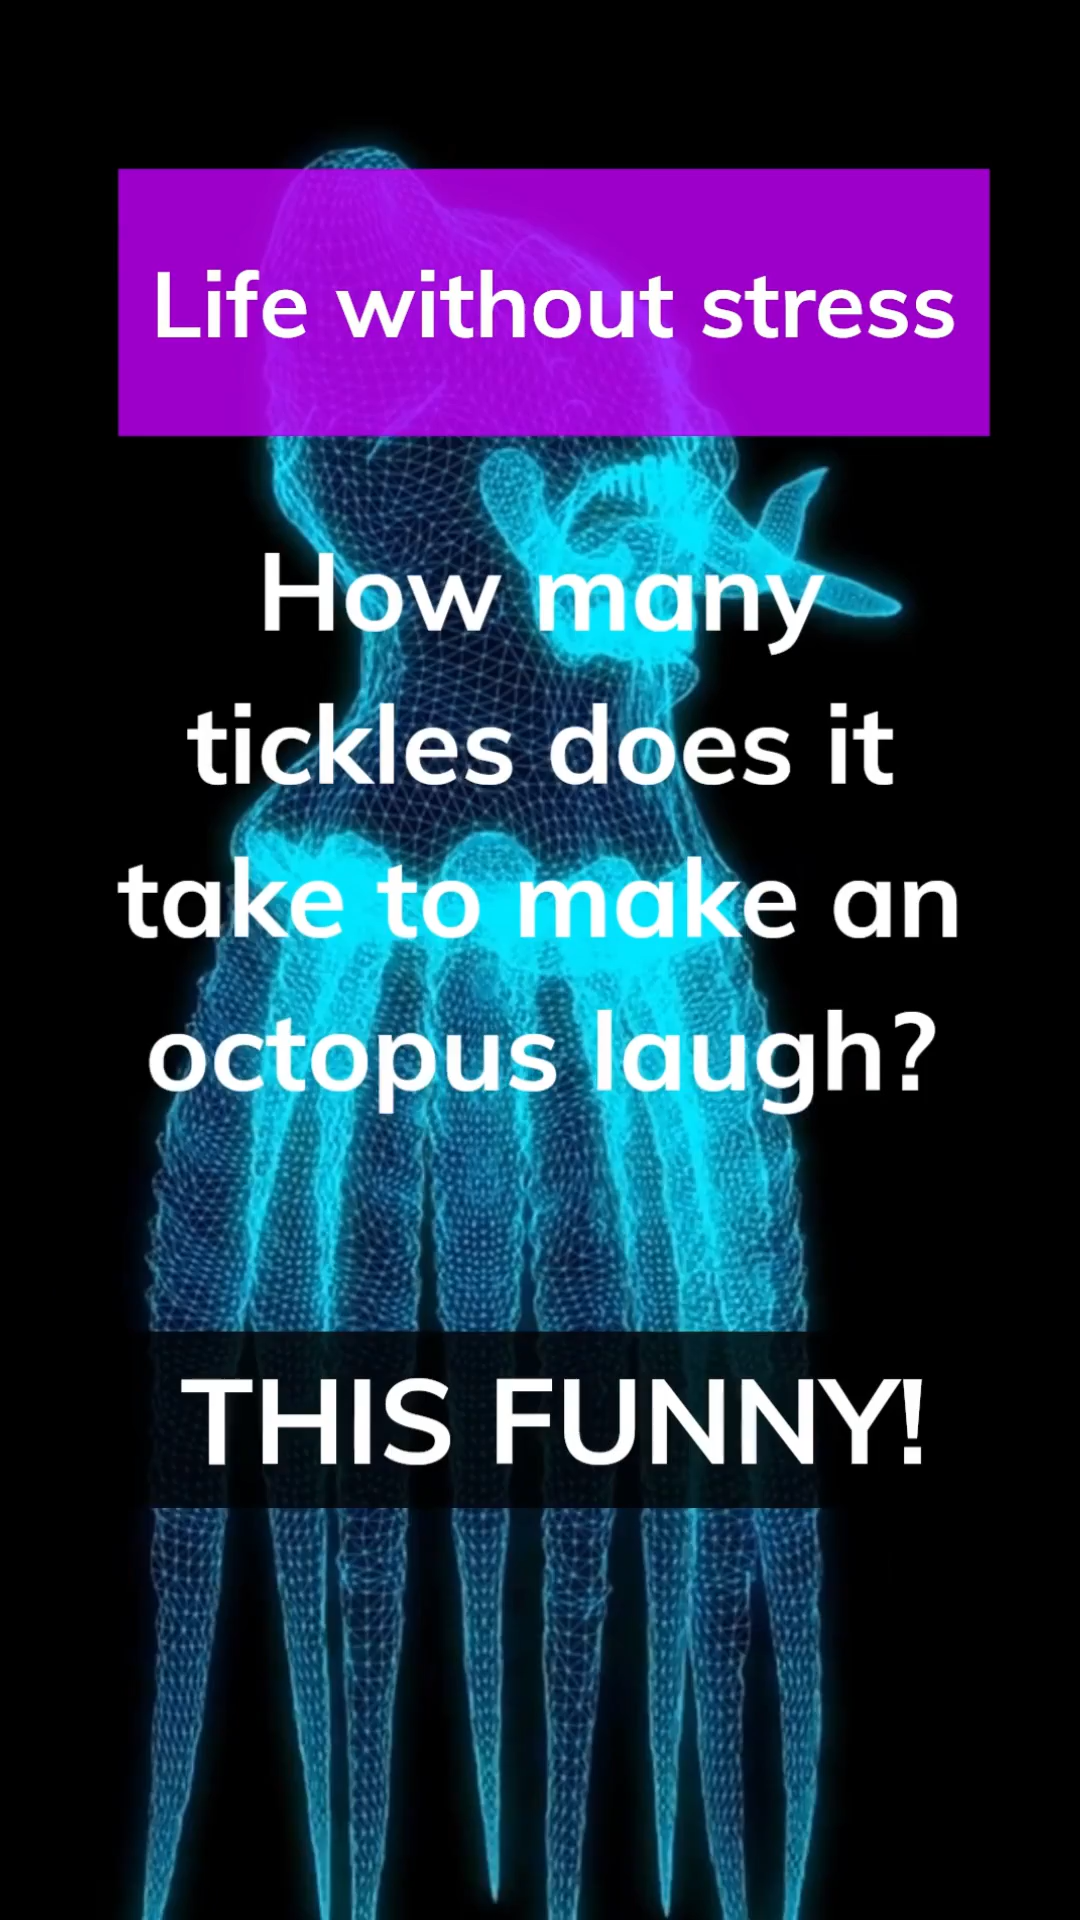 Life without stress
How many
tickles does it
take to make an
octopus laugh?
THIS FUNNY!